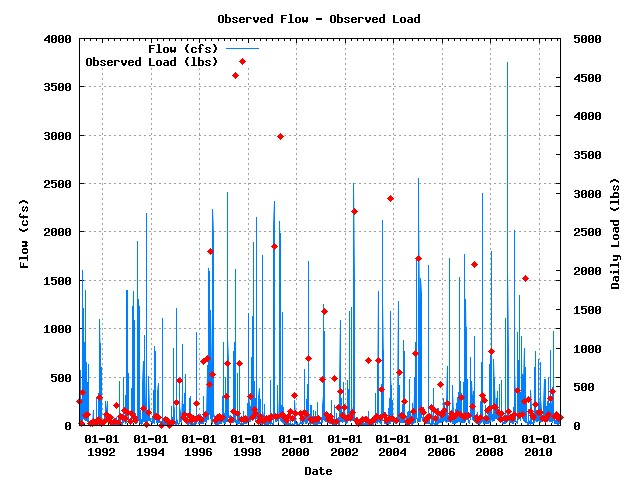 Observed Flow - Observed Load
Flow (cfs)
Observed Load (lbs)
4000
3500
3000
2500
2000
1500
1000
500
0
Flow (cfs)
5000
4500
4000
3500
3000
2500
2000
1500
1000
500
0
Daily Load (lbs)
01-01 01-01 01-01 01-01 01-01 01-01 01-01 01-01 01-01 01-01
1992 1994 1996 1998 2000 2002 2004 2006 2008 2010
Date